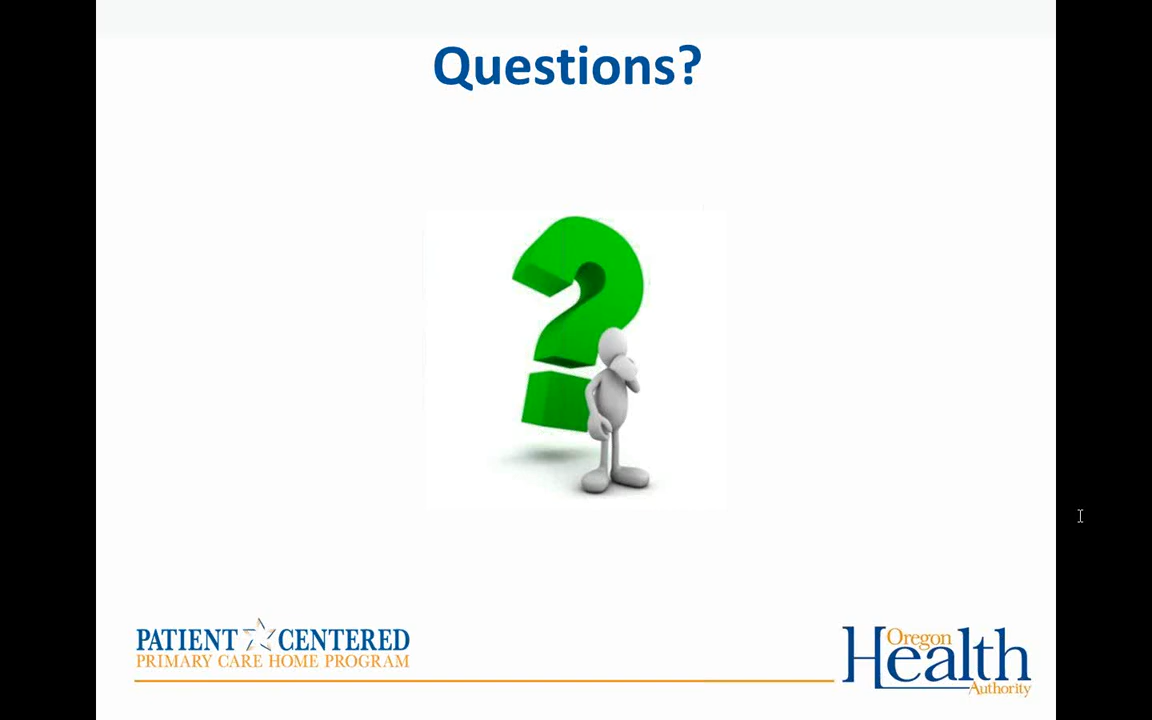 Questions?
PATIENT CENTERED
PRIMARY CARE HOME PROGRAM
Oregon
Health
Authority